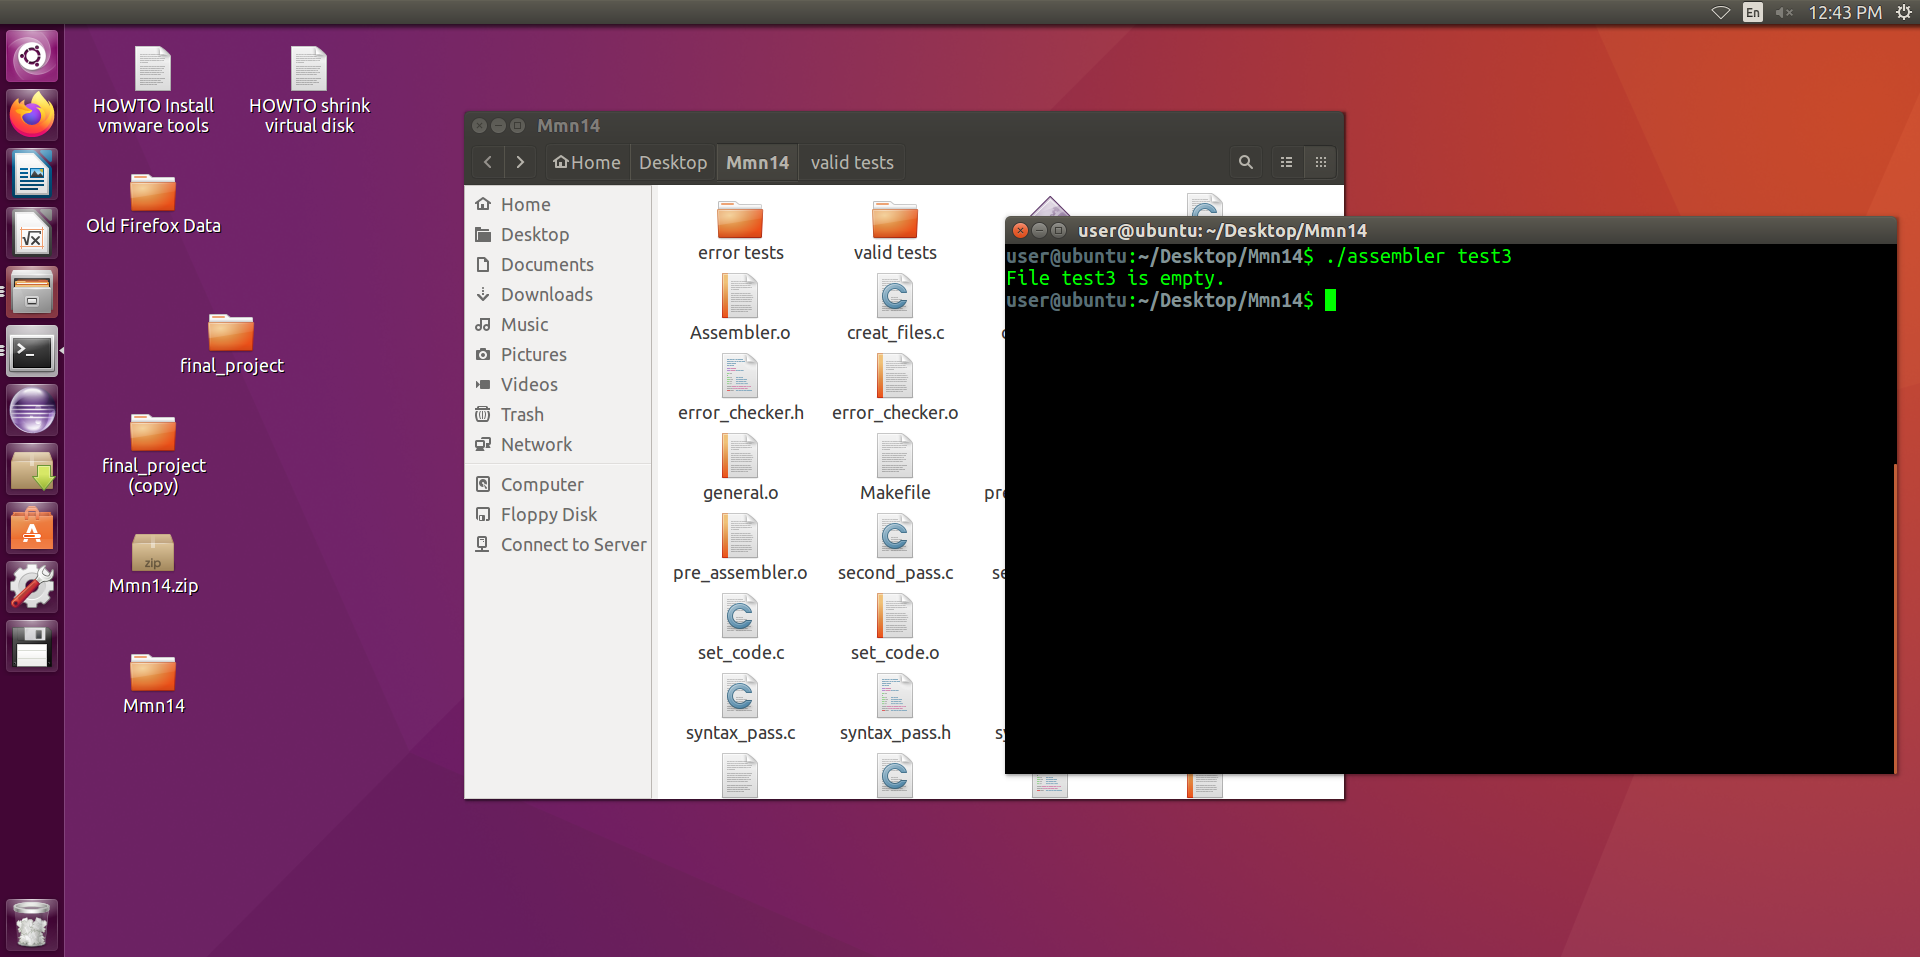 En
12:43 PM
HOWTO Install
vmware tools
HOWTO shrink
virtual disk
Old Firefox Data
final_project
final_project
(copy)
zip
Mmn14.zip
Mmn14
Mmn14
Home
Desktop
Mmn14
valid tests
Home
Desktop
Documents
Downloads
Music
Pictures
Videos
Trash
Network
Computer
Floppy Disk
Connect to Server
error tests
valid tests
Assembler.o
creat_files.c
error_checker.h
error_checker.o
general.o
Makefile
pre_assembler.o
second_pass.c
set_code.c
set_code.o
syntax_pass.c
syntax_pass.h
user@ubuntu:~/Desktop/Mmn14
user@ubuntu:~/Desktop/Mmn14$ ./assembler test3
File test3 is empty.
user@ubuntu:~/Desktop/Mmn14$